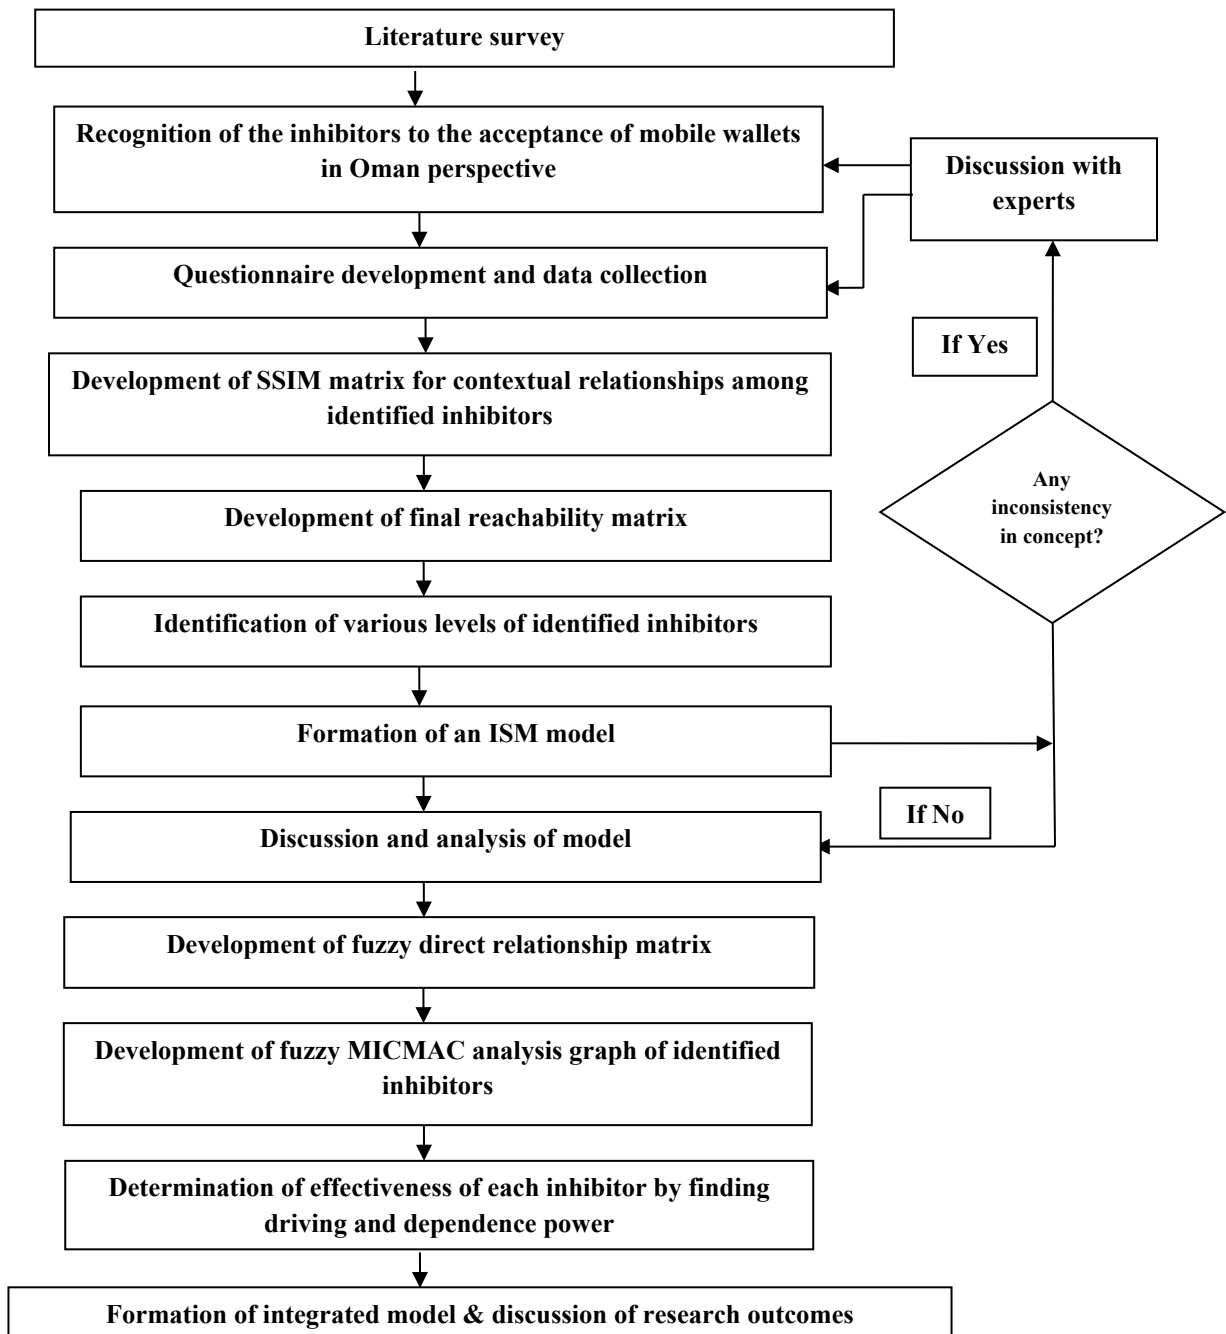 Literature survey
Recognition of the inhibitors to the acceptance of mobile wallets
in Oman perspective
Discussion with
experts
Questionnaire development and data collection
If Yes
Development of SSIM matrix for contextual relationships among
identified inhibitors
Any
inconsistency
in concept?
Development of final reachability matrix
Identification of various levels of identified inhibitors
Formation of an ISM model
If No
Discussion and analysis of model
Development of fuzzy direct relationship matrix
Development of fuzzy MICMAC analysis graph of identified
inhibitors
Determination of effectiveness of each inhibitor by finding
driving and dependence power
Formation of integrated model & discussion of research outcomes